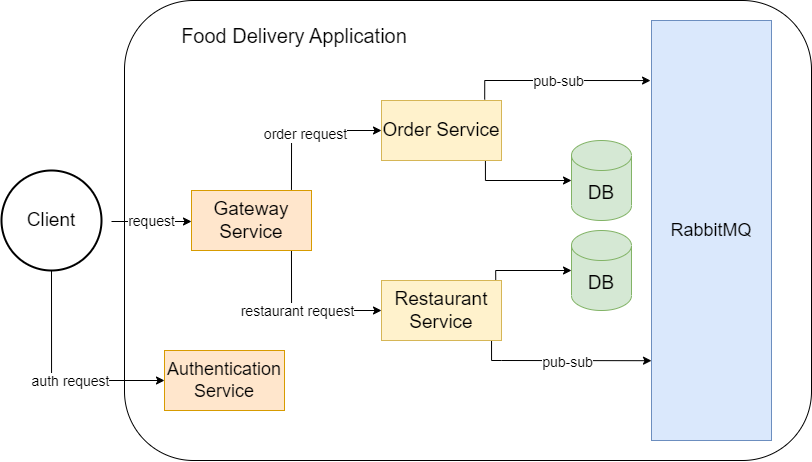 Food Delivery Application
pub-sub
order request
Order Service
DB
Client
request
Gateway
Service
RabbitMQ
DB
restaurant request
Restaurant
Service
pub-sub
auth request
Authentication
Service